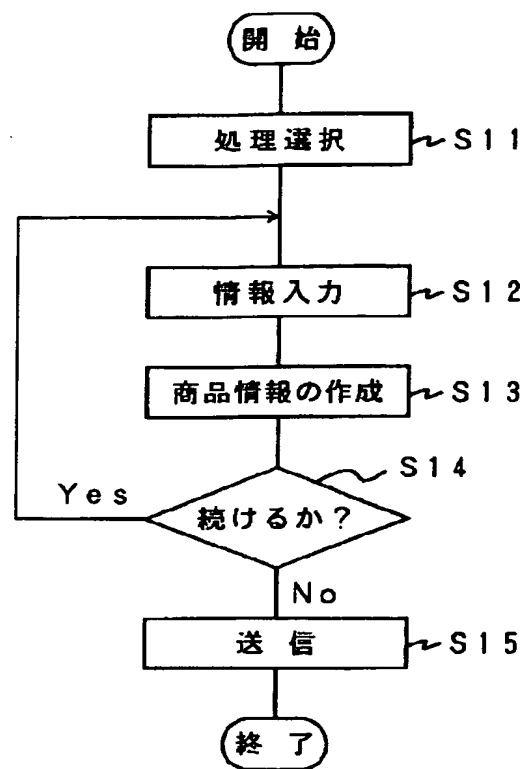 開始
処理選択 S11
情報入力 S12
商品情報の作成 S13
S14
Yes
続けるか?
No
送信 S15
終了